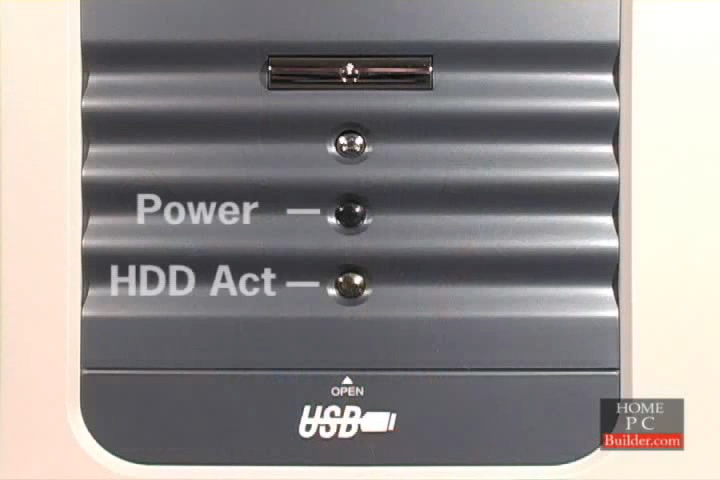 Power —
HDD Act —
OPEN
USB
HOME
PC
Builder.com